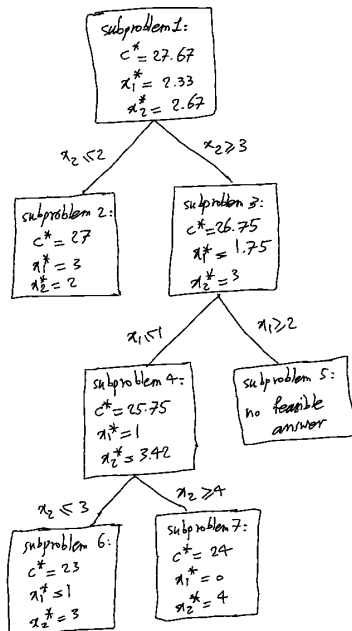 subproblem 1:
c* = 27.67
x₁* = 2.33
x₂* = 2.67
x₂ ≤ 2
x₂ ≥ 3
subproblem 2:
c* = 27
x₁* = 3
x₂* = 2
subproblem 3:
c* = 26.75
x₁* = 1.75
x₂* = 3
x₁ ≤ 1
x₁ ≥ 2
subproblem 4:
c* = 25.75
x₁* = 1
x₂* = 3.42
subproblem 5:
no feasible
answer
x₂ ≤ 3
x₂ ≥ 4
subproblem 6:
c* = 23
x₁* = 1
x₂* = 3
subproblem 7:
c* = 24
x₁* = 0
x₂* = 4